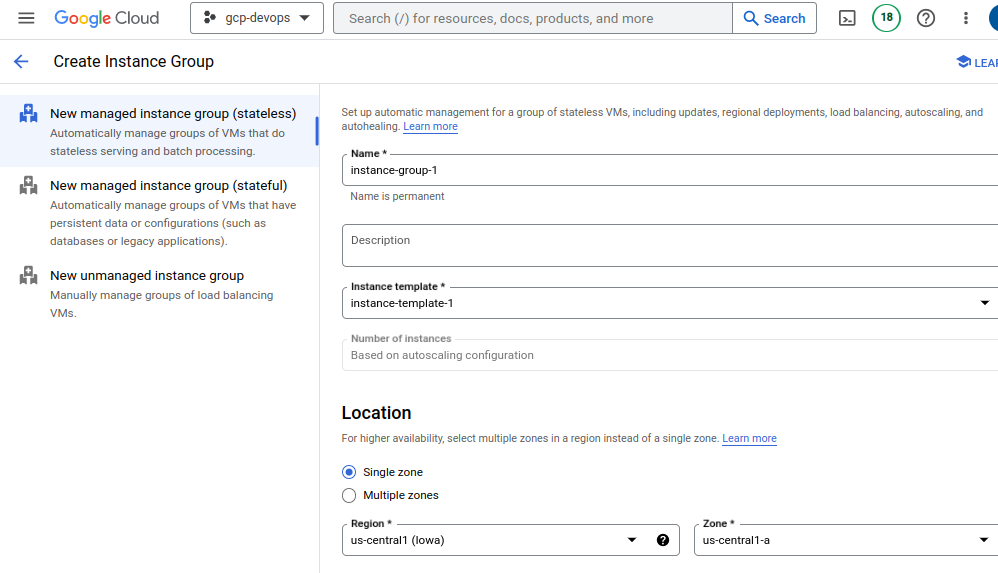 Google Cloud
gcp-devops
Search (/) for resources, docs, products, and more
Search
18
Create Instance Group
New managed instance group (stateless)
Automatically manage groups of VMs that do
stateless serving and batch processing.
New managed instance group (stateful)
Automatically manage groups of VMs that have
persistent data or configurations (such as
databases or legacy applications).
New unmanaged instance group
Manually manage groups of load balancing
VMs.
Set up automatic management for a group of stateless VMs, including updates, regional deployments, load balancing, autoscaling, and
autohealing. Learn more
Name *
instance-group-1
Name is permanent
Description
Instance template *
instance-template-1
Number of instances
Based on autoscaling configuration
Location
For higher availability, select multiple zones in a region instead of a single zone. Learn more
Single zone
Multiple zones
Region *
us-central1 (Iowa)
Zone *
us-central1-a